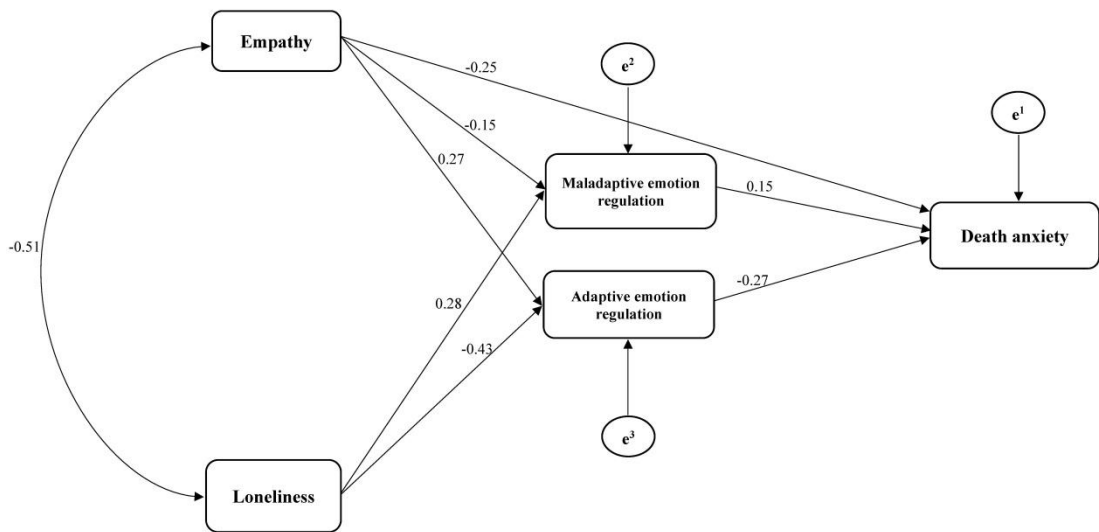 Empathy
-0.25
e²
e¹
-0.15
0.27
Maladaptive emotion
regulation
0.15
Death anxiety
-0.51
Adaptive emotion
regulation
-0.27
0.28
-0.43
e³
Loneliness